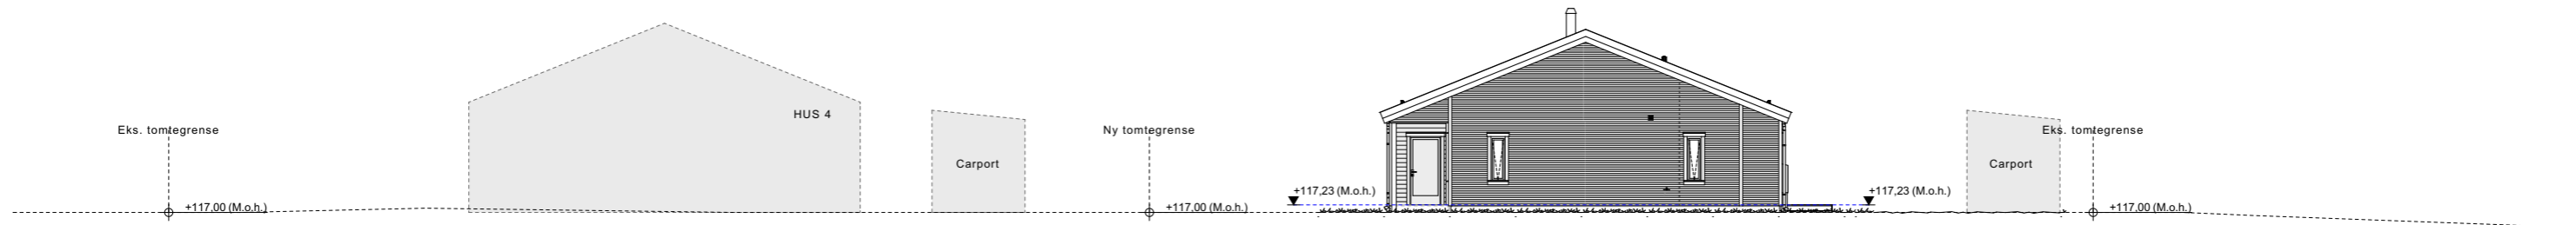 HUS 4
Eks. tomtegrense
Ny tomtegrense
Eks. tomtegrense
Carport
Carport
+117,23 (M.o.h.)
+117,23 (M.o.h.)
+117,00 (M.o.h.)
+117,00 (M.o.h.)
+117,00 (M.o.h.)